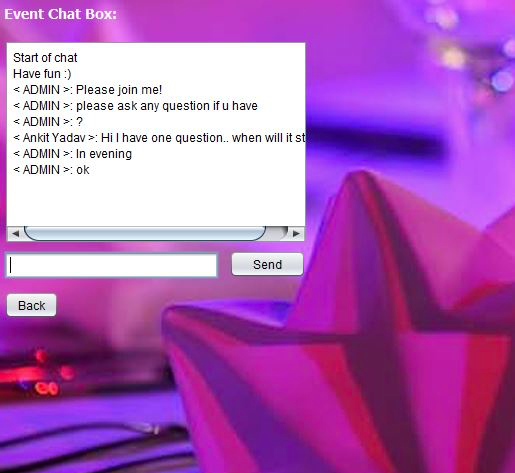 Event Chat Box:
Start of chat
Have fun :)
< ADMIN >: Please join me!
< ADMIN >: please ask any question if u have
< ADMIN >: ?
< Ankit Yadav >: Hi I have one question.. when will it st
< ADMIN >: In evening
< ADMIN >: ok
Send
Back